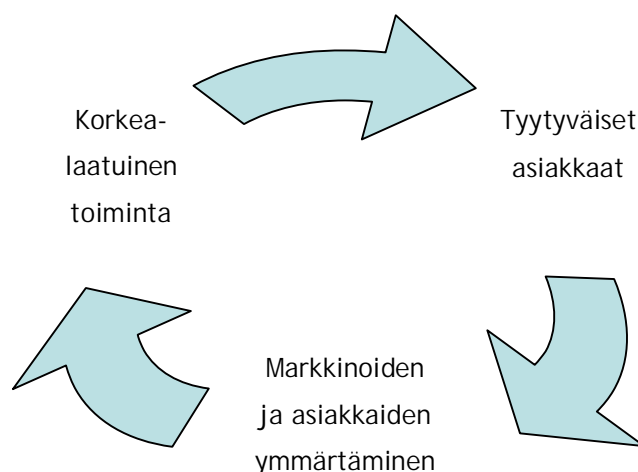 Korkea-
laatuinen
toiminta
Tyytyväiset
asiakkaat
Markkinoiden
ja asiakkaiden
ymmärtäminen